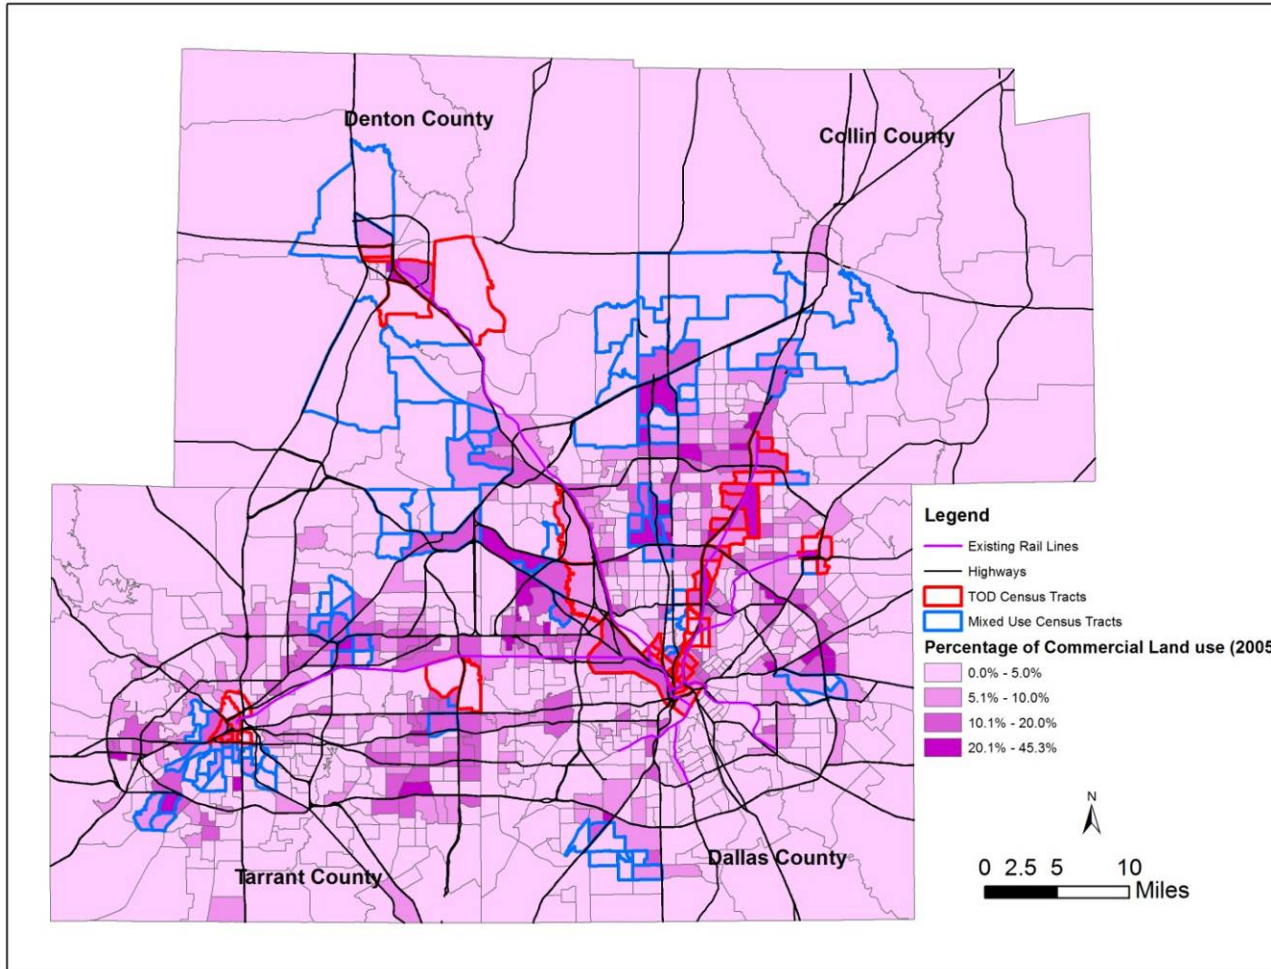 Denton County
Collin County
Legend
Existing Rail Lines
Highways
TOD Census Tracts
Mixed Use Census Tracts
Percentage of Commercial Land use (2005
0.0% - 5.0%
5.1% - 10.0%
10.1% - 20.0%
20.1% - 45.3%
N
Dallas County
Tarrant County
0 2.5 5 10
Miles